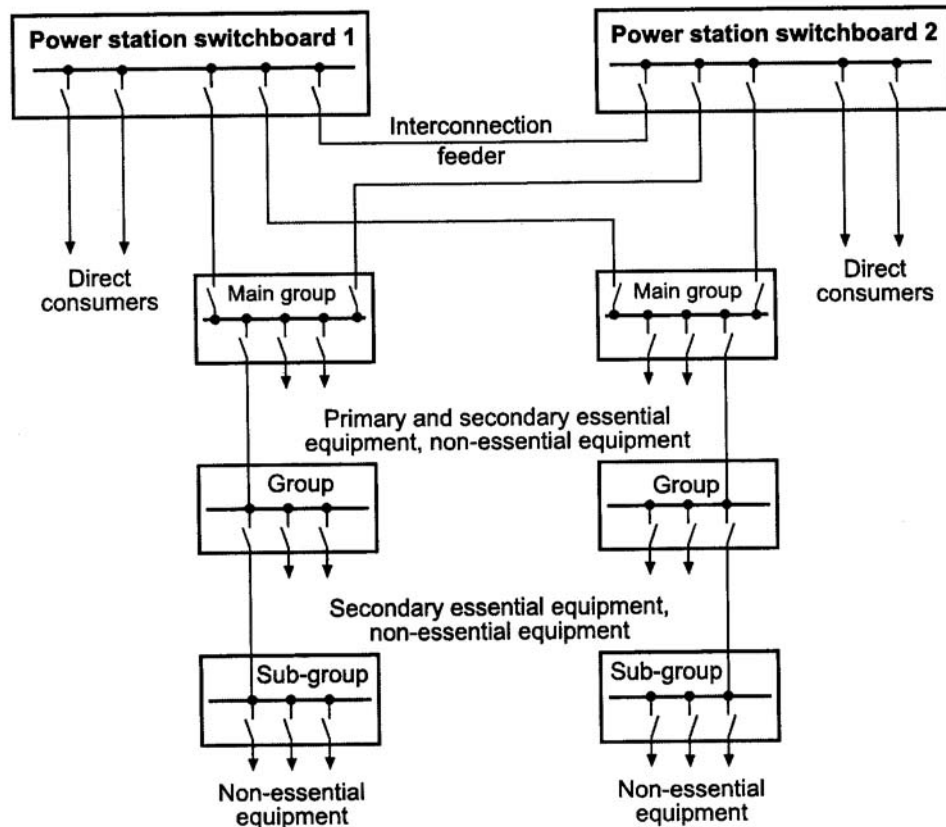 Power station switchboard 1
Power station switchboard 2
Interconnection
feeder
Direct
consumers
Direct
consumers
Main group
Main group
Primary and secondary essential
equipment, non-essential equipment
Group
Group
Secondary essential equipment,
non-essential equipment
Sub-group
Sub-group
Non-essential
equipment
Non-essential
equipment